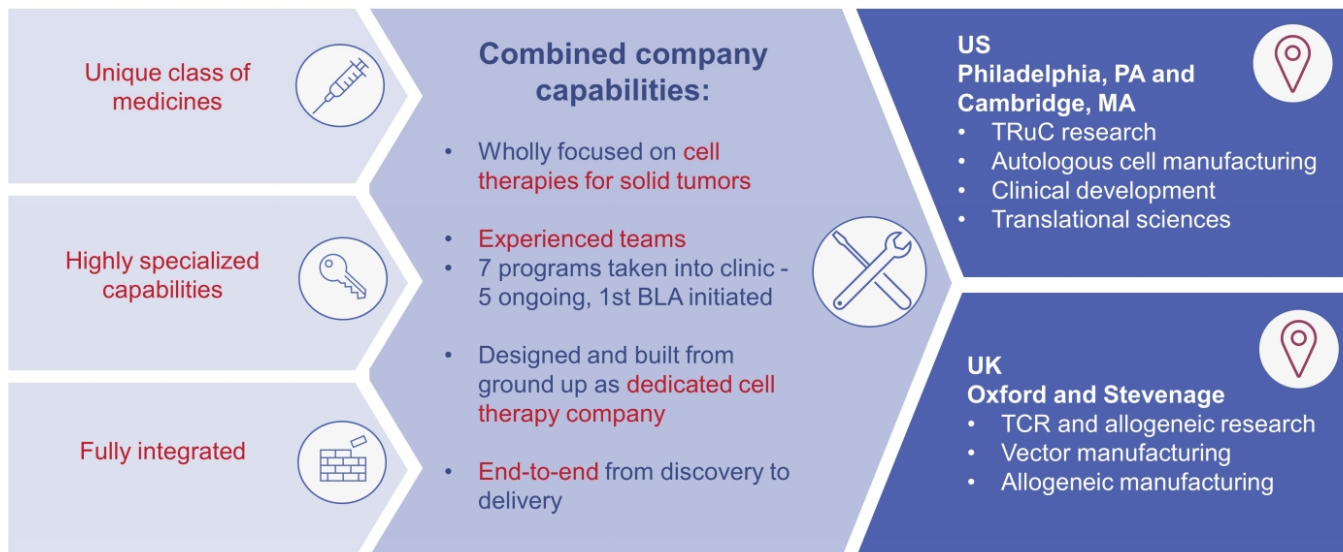 Unique class of
medicines
Highly specialized
capabilities
Fully integrated
Combined company
capabilities:
• Wholly focused on cell
therapies for solid tumors
• Experienced teams
• 7 programs taken into clinic -
5 ongoing, 1st BLA initiated
• Designed and built from
ground up as dedicated cell
therapy company
• End-to-end from discovery to
delivery
US
Philadelphia, PA and
Cambridge, MA
• TRuC research
• Autologous cell manufacturing
• Clinical development
• Translational sciences
UK
Oxford and Stevenage
• TCR and allogeneic research
• Vector manufacturing
• Allogeneic manufacturing